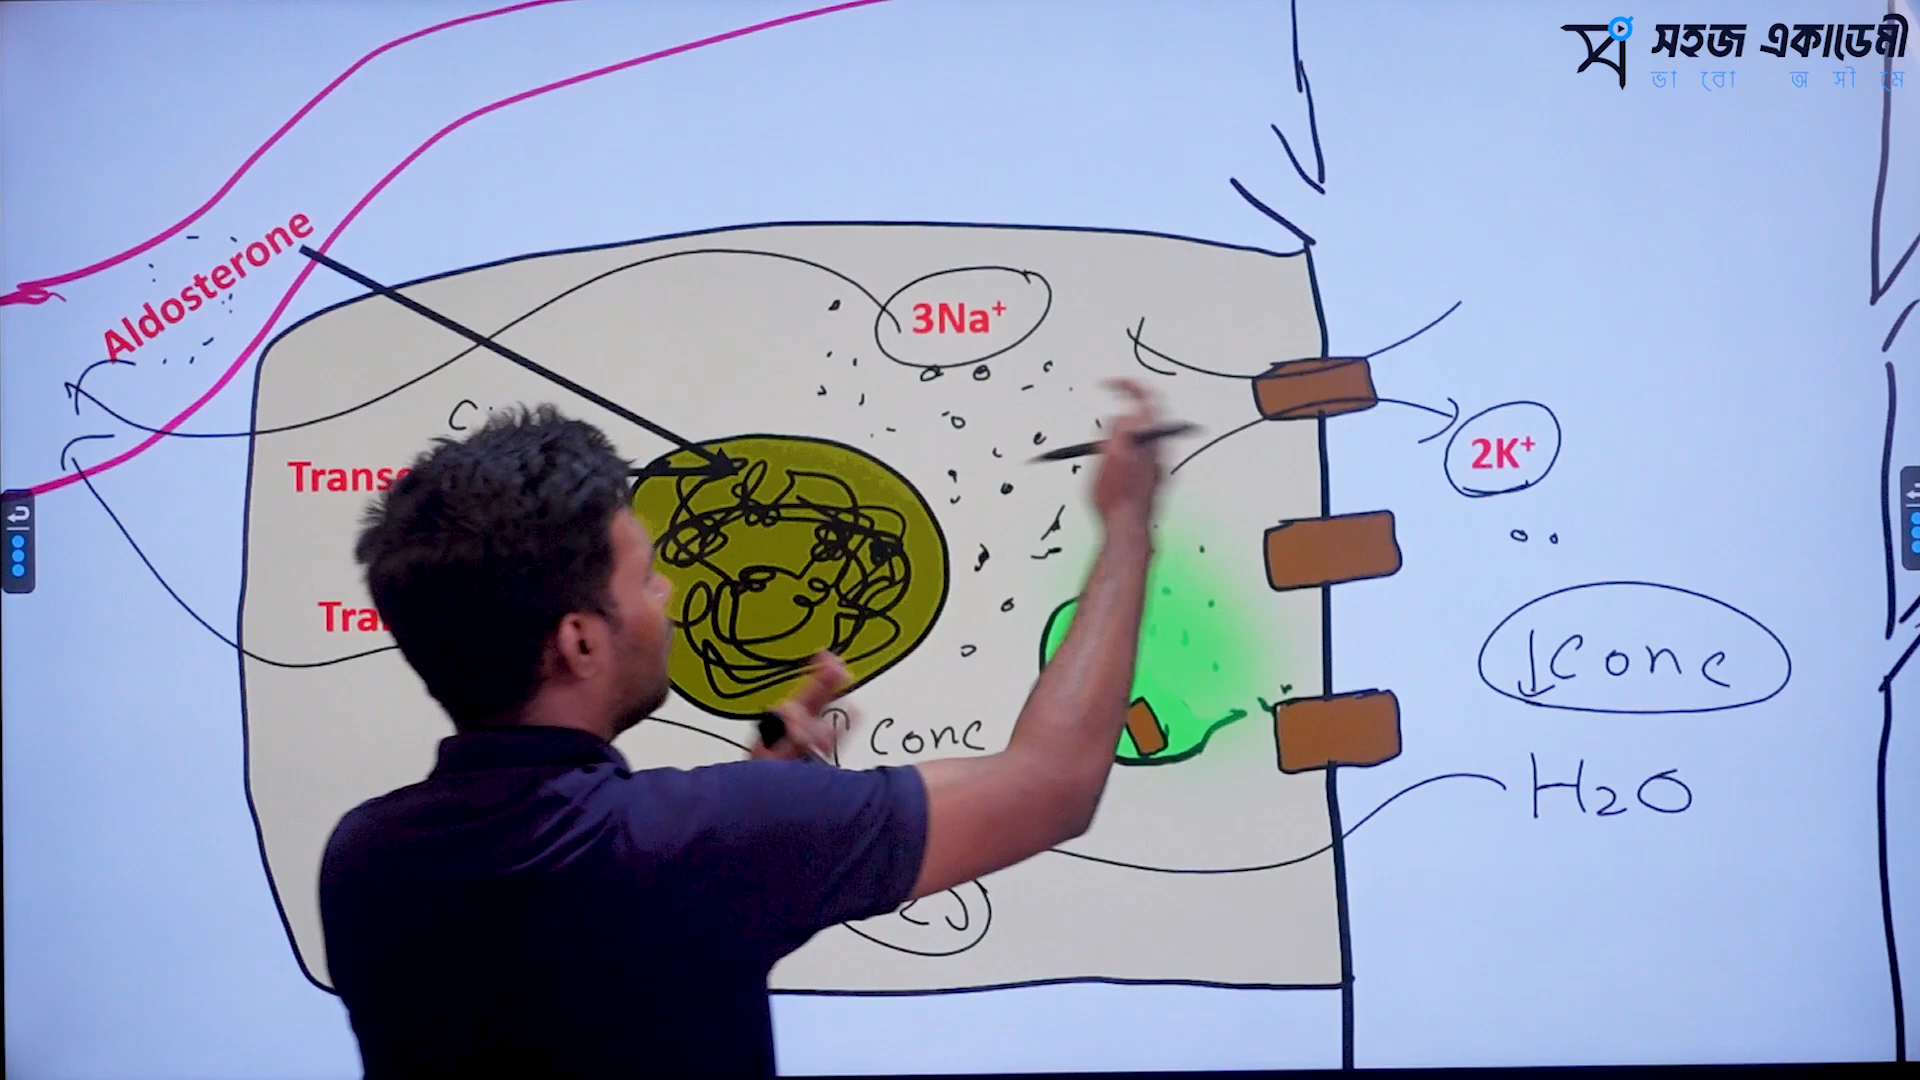 সহজ একাডেমী
ভাবো অসীমে
Aldosterone
3Na⁺
2K⁺
↓Conc
↑Conc
H₂O